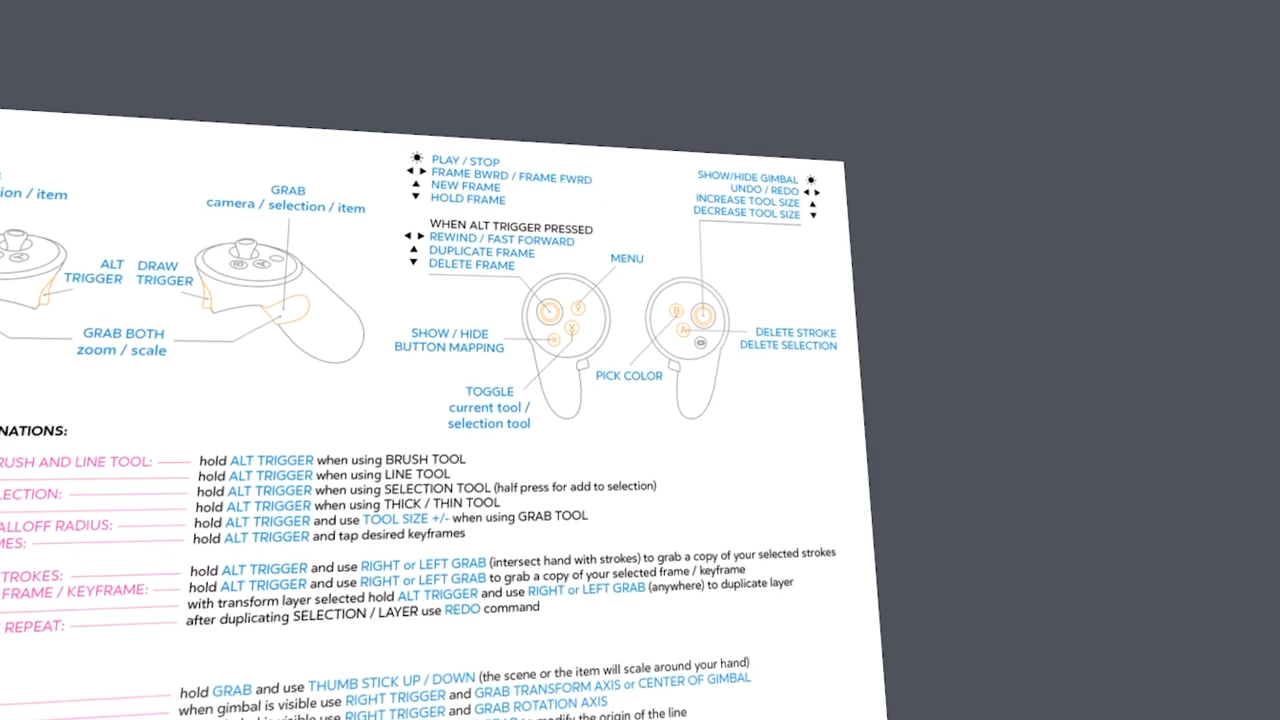 ion / item
GRAB
camera / selection / item
ALT
TRIGGER
DRAW
TRIGGER
GRAB BOTH
zoom / scale
PLAY / STOP
FRAME BWRD / FRAME FWRD
NEW FRAME
HOLD FRAME
WHEN ALT TRIGGER PRESSED
REWIND / FAST FORWARD
DUPLICATE FRAME
DELETE FRAME
MENU
SHOW / HIDE
BUTTON MAPPING
TOGGLE
current tool /
selection tool
Y
X
SHOW/HIDE GIMBAL
UNDO / REDO
INCREASE TOOL SIZE
DECREASE TOOL SIZE
B
A
PICK COLOR
DELETE STROKE
DELETE SELECTION
NATIONS:
RUSH AND LINE TOOL: hold ALT TRIGGER when using BRUSH TOOL
hold ALT TRIGGER when using LINE TOOL
LECTION: hold ALT TRIGGER when using SELECTION TOOL (half press for add to selection)
hold ALT TRIGGER when using THICK / THIN TOOL
ALLOFF RADIUS: hold ALT TRIGGER and use TOOL SIZE +/- when using GRAB TOOL
MES: hold ALT TRIGGER and tap desired keyframes
TROKES: hold ALT TRIGGER and use RIGHT or LEFT GRAB (intersect hand with strokes) to grab a copy of your selected strokes
FRAME / KEYFRAME: hold ALT TRIGGER and use RIGHT or LEFT GRAB to grab a copy of your selected frame / keyframe
with transform layer selected hold ALT TRIGGER and use RIGHT or LEFT GRAB (anywhere) to duplicate layer
REPEAT: after duplicating SELECTION / LAYER use REDO command
hold GRAB and use THUMB STICK UP / DOWN (the scene or the item will scale around your hand)
when gimbal is visible use RIGHT TRIGGER and GRAB TRANSFORM AXIS or CENTER OF GIMBAL
is visible use RIGHT TRIGGER and GRAB ROTATION AXIS
to modify the origin of the line